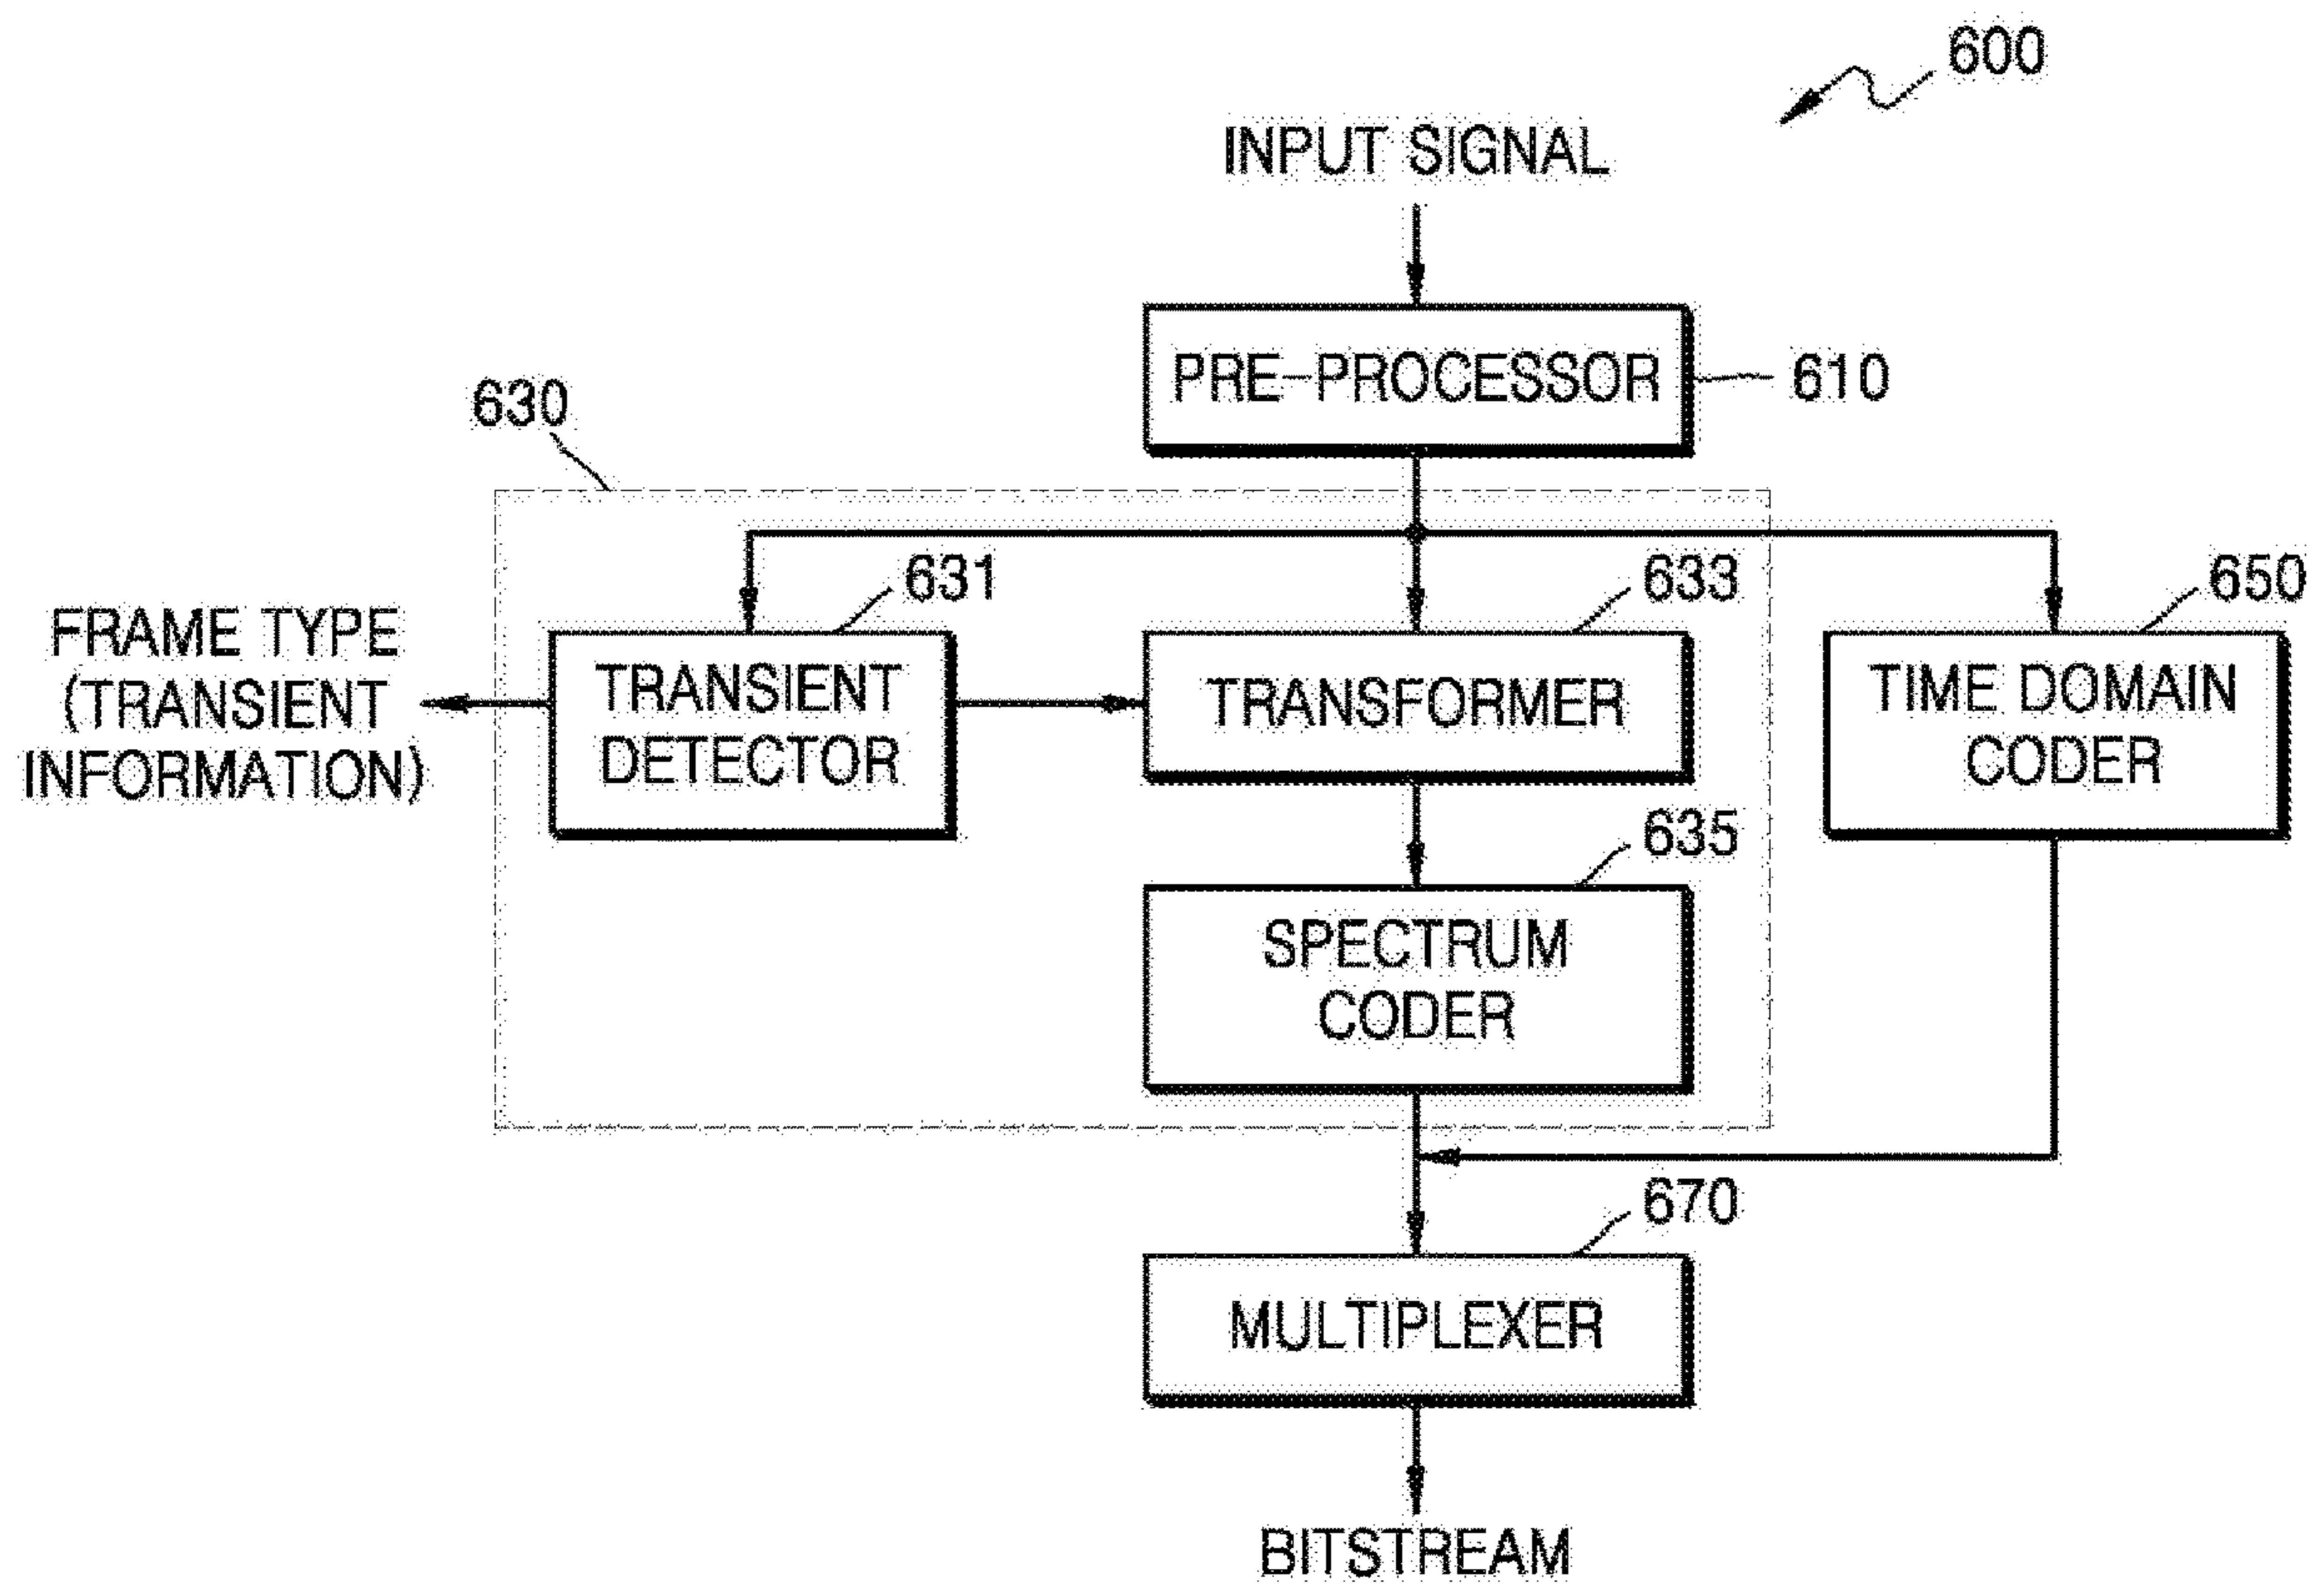 600
INPUT SIGNAL
PRE-PROCESSOR
610
630
631
633
650
FRAME TYPE
(TRANSIENT
INFORMATION)
TRANSIENT
DETECTOR
TRANSFORMER
TIME DOMAIN
CODER
635
SPECTRUM
CODER
670
MULTIPLEXER
BITSTREAM